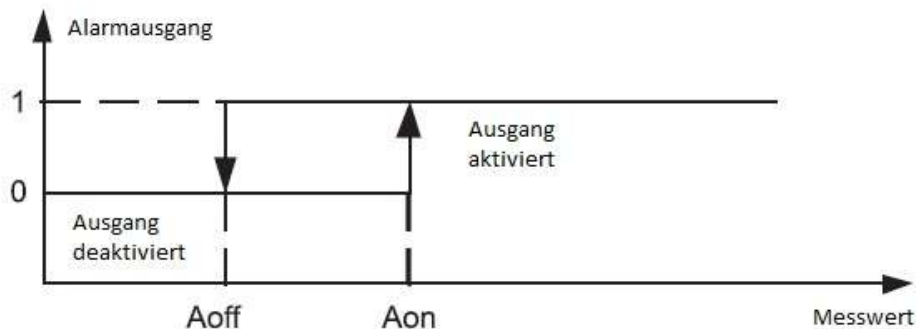 Alarmausgang
1
Ausgang
aktiviert
0
Ausgang
deaktiviert
Aoff
Aon
Messwert